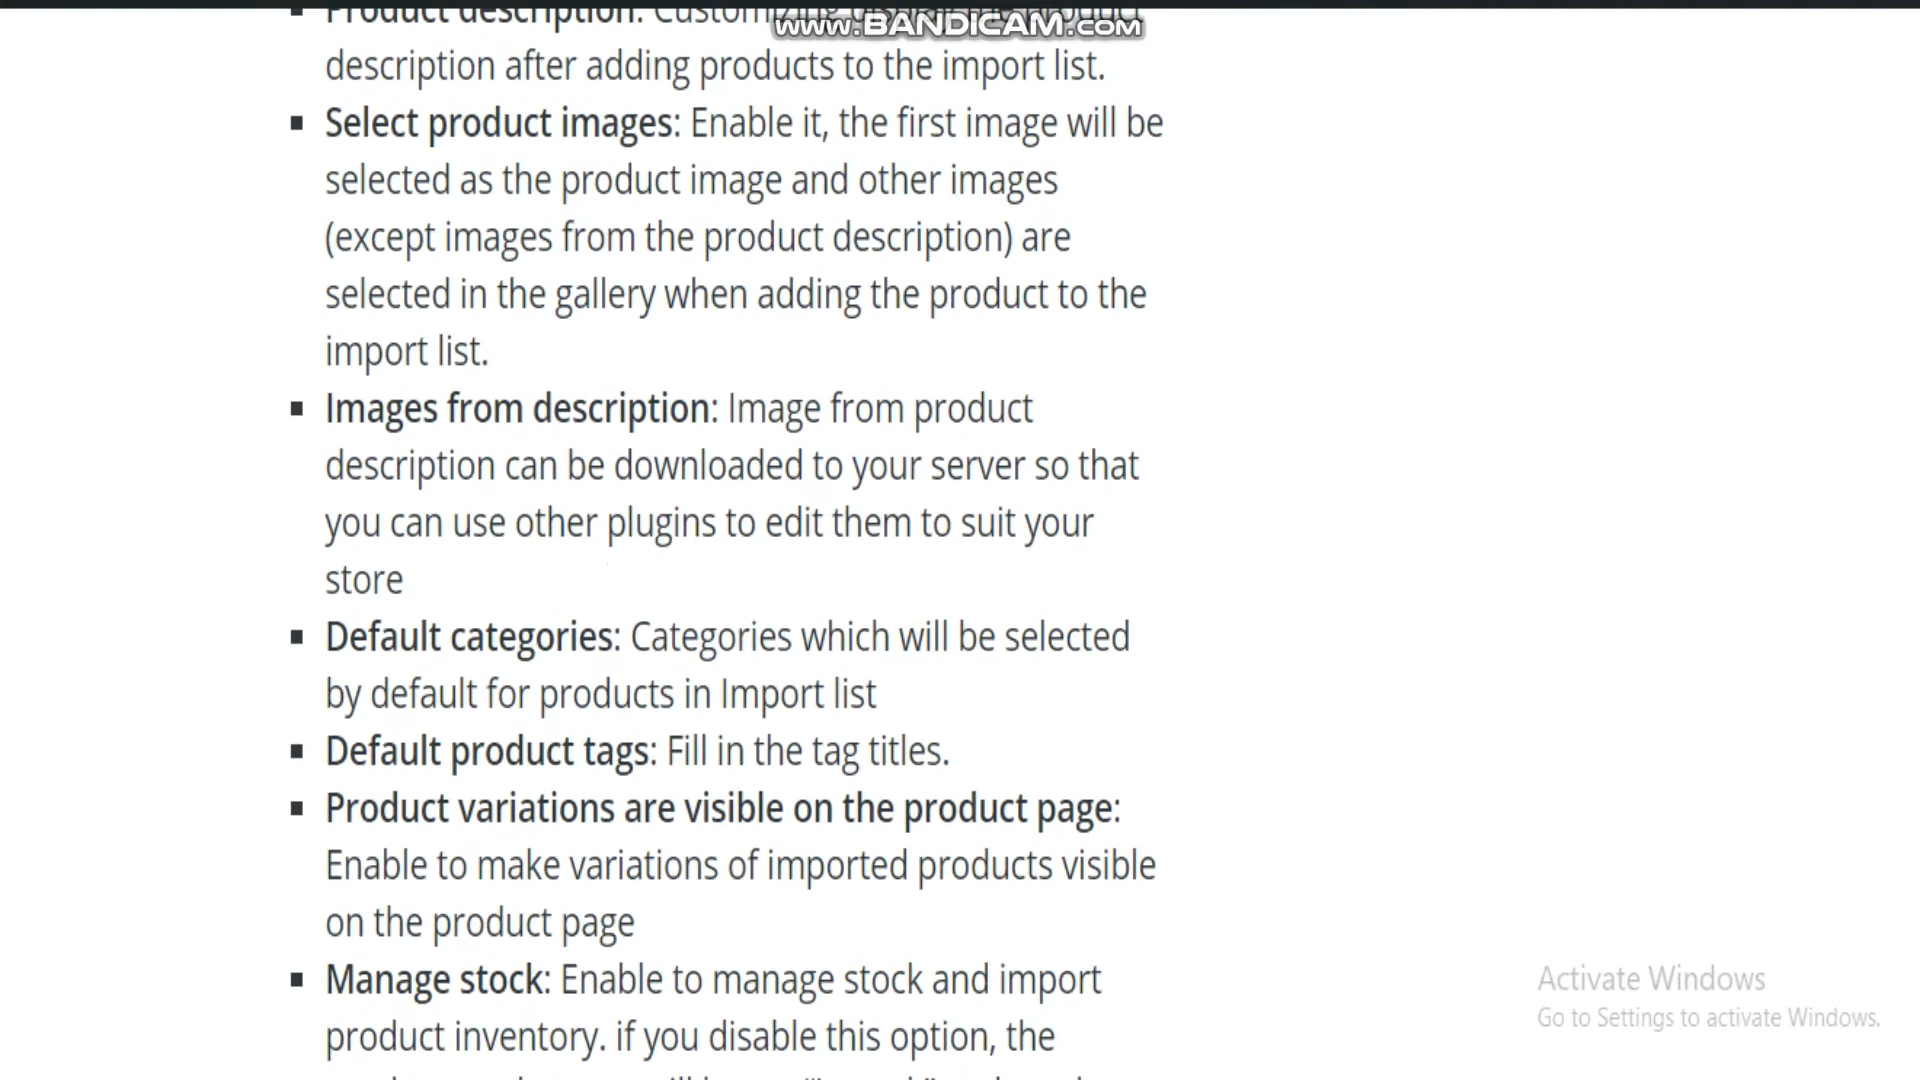 Product description: Customizing display the product
www.BANDICAM.com
description after adding products to the import list.
▪ Select product images: Enable it, the first image will be
selected as the product image and other images
(except images from the product description) are
selected in the gallery when adding the product to the
import list.
▪ Images from description: Image from product
description can be downloaded to your server so that
you can use other plugins to edit them to suit your
store
▪ Default categories: Categories which will be selected
by default for products in Import list
▪ Default product tags: Fill in the tag titles.
▪ Product variations are visible on the product page:
Enable to make variations of imported products visible
on the product page
▪ Manage stock: Enable to manage stock and import
product inventory. if you disable this option, the
Activate Windows
Go to Settings to activate Windows.